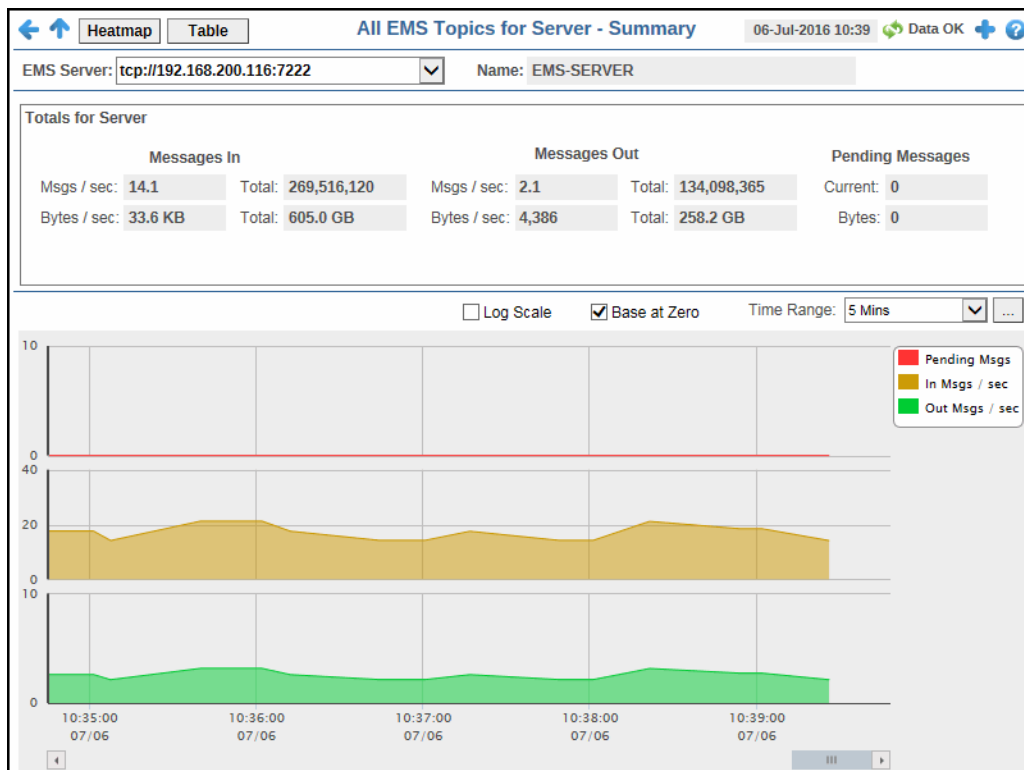 Heatmap Table All EMS Topics for Server - Summary 06-Jul-2016 10:39 Data OK
EMS Server: tcp://192.168.200.116:7222 Name: EMS-SERVER
Totals for Server
Messages In Messages Out Pending Messages
Msgs / sec: 14.1 Total: 269,516,120 Msgs / sec: 2.1 Total: 134,098,365 Current: 0
Bytes / sec: 33.6 KB Total: 605.0 GB Bytes / sec: 4,386 Total: 258.2 GB Bytes: 0
Log Scale Base at Zero Time Range: 5 Mins ...
10
Pending Msgs
In Msgs / sec
Out Msgs / sec
0
40
20
0
10
0
10:35:00 10:36:00 10:37:00 10:38:00 10:39:00
07/06 07/06 07/06 07/06 07/06